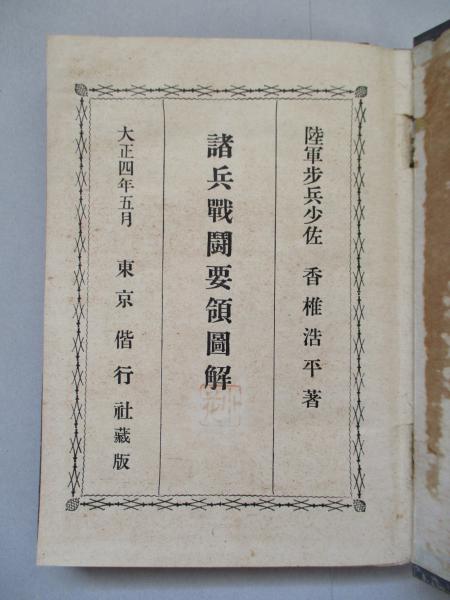 陸軍步兵少佐　香椎浩平著
諸兵戰鬪要領圖解
大正四年五月　東京偕行社藏版